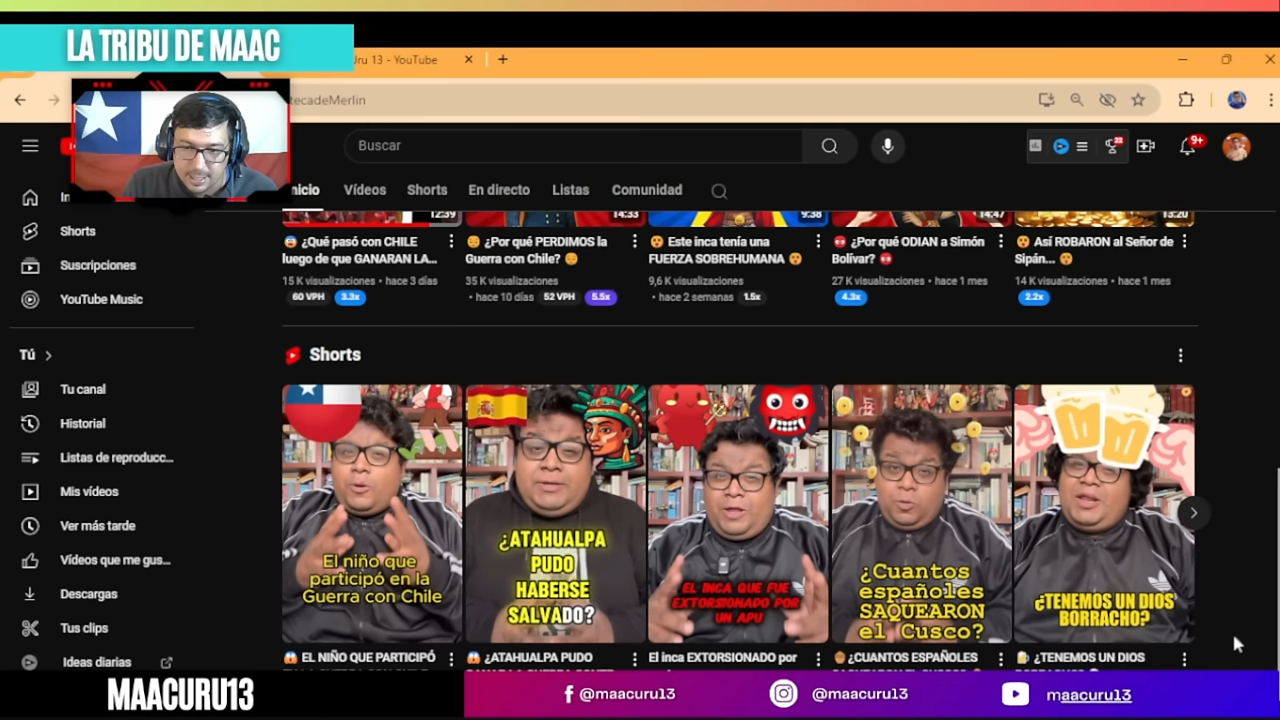 LA TRIBU DE MAAC
Uru 13 - YouTube
tecadeMerlin
Buscar
9+
Inicio
Vídeos
Shorts
En directo
Listas
Comunidad
Shorts
Suscripciones
YouTube Music
Tú
Tu canal
Historial
Listas de reproducc...
Mis vídeos
Ver más tarde
Vídeos que me gus...
Descargas
Tus clips
Ideas diarias
12:39
14:33
9:38
14:47
13:20
¿Qué pasó con CHILE
luego de que GANARAN LA...
15 K visualizaciones • hace 3 días
60 VPH
3.3x
¿Por qué PERDIMOS la
Guerra con Chile?
35 K visualizaciones
• hace 10 días
52 VPH
5.5x
Este inca tenía una
FUERZA SOBREHUMANA
9,6 K visualizaciones
• hace 2 semanas
1.5x
¿Por qué ODIAN a Simón
Bolívar?
27 K visualizaciones • hace 1 mes
4.3x
Así ROBARON al Señor de
Sipán...
14 K visualizaciones • hace 1 mes
2.2x
Shorts
El niño que
participó en la
Guerra con Chile
¿ATAHUALPA
PUDO
HABERSE
SALVADO?
EL INCA QUE FUE
EXTORSIONADO POR
UN APU
¿Cuantos
españoles
SAQUEARON
el Cusco?
¿TENEMOS UN DIOS
BORRACHO?
EL NIÑO QUE PARTICIPÓ
¿ATAHUALPA PUDO
El inca EXTORSIONADO por
¿CUANTOS ESPAÑOLES
¿TENEMOS UN DIOS
MAACURU13
@maacuru13
@maacuru13
maacuru13